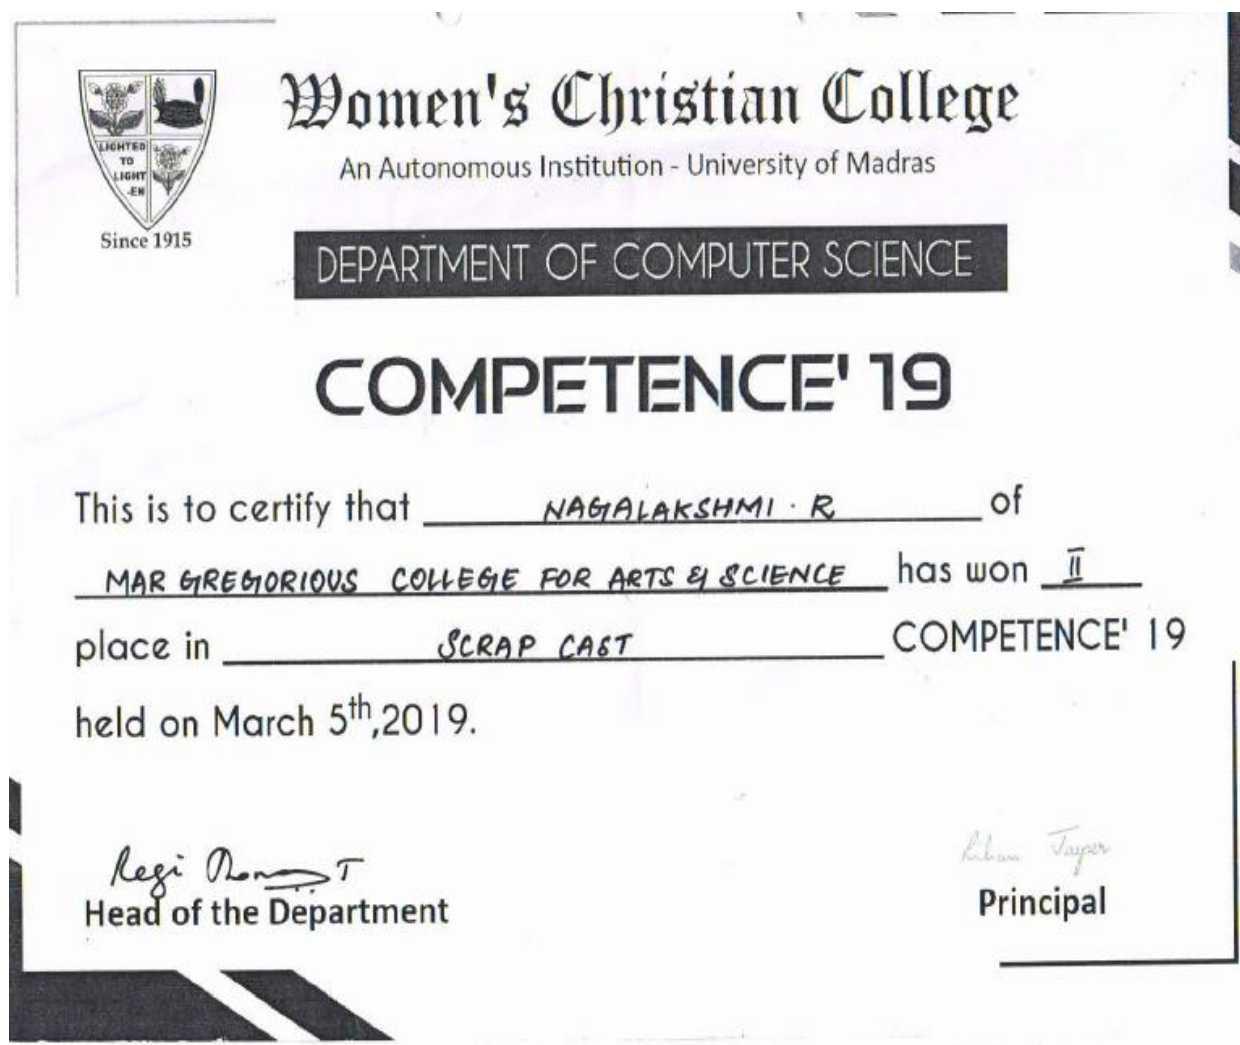 Women's Christian College
An Autonomous Institution - University of Madras
LIGHTED
TO
LIGHT
-EN
Since 1915
DEPARTMENT OF COMPUTER SCIENCE
COMPETENCE' 19
This is to certify that NAGALAKSHMI . R of
MAR GREGORIOUS COLLEGE FOR ARTS & SCIENCE has won II
place in SCRAP CAST COMPETENCE' 19
held on March 5th,2019.
Regi T
Head of the Department
Principal